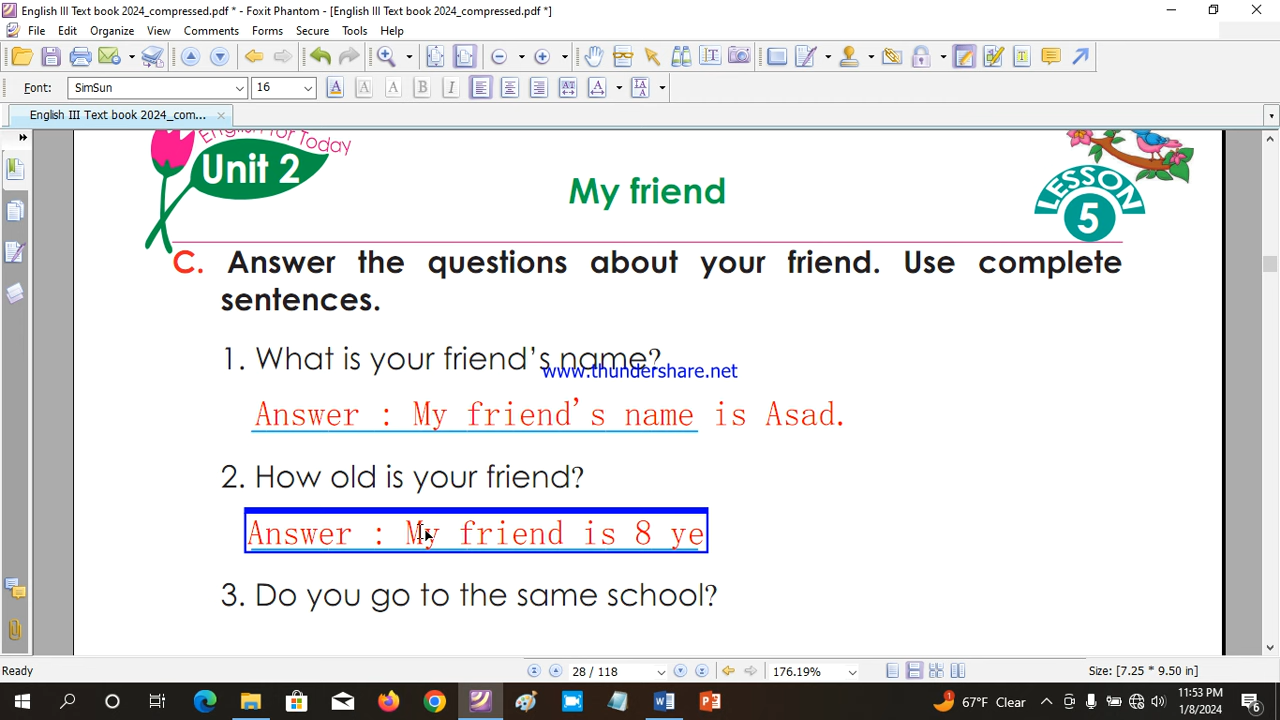 English III Text book 2024_compressed.pdf * - Foxit Phantom - [English III Text book 2024_compressed.pdf *]
File Edit Organize View Comments Forms Secure Tools Help
Font: SimSun 16
English III Text book 2024_com...
English for Today
Unit 2
My friend
LESSON
5
C. Answer the questions about your friend. Use complete
sentences.
1. What is your friend's name?
www.thundershare.net
Answer : My friend's name is Asad.
2. How old is your friend?
Answer : My friend is 8 ye
3. Do you go to the same school?
Ready 28 / 118 176.19% Size: [7.25 * 9.50 in]
67°F Clear 11:53 PM
1/8/2024
6